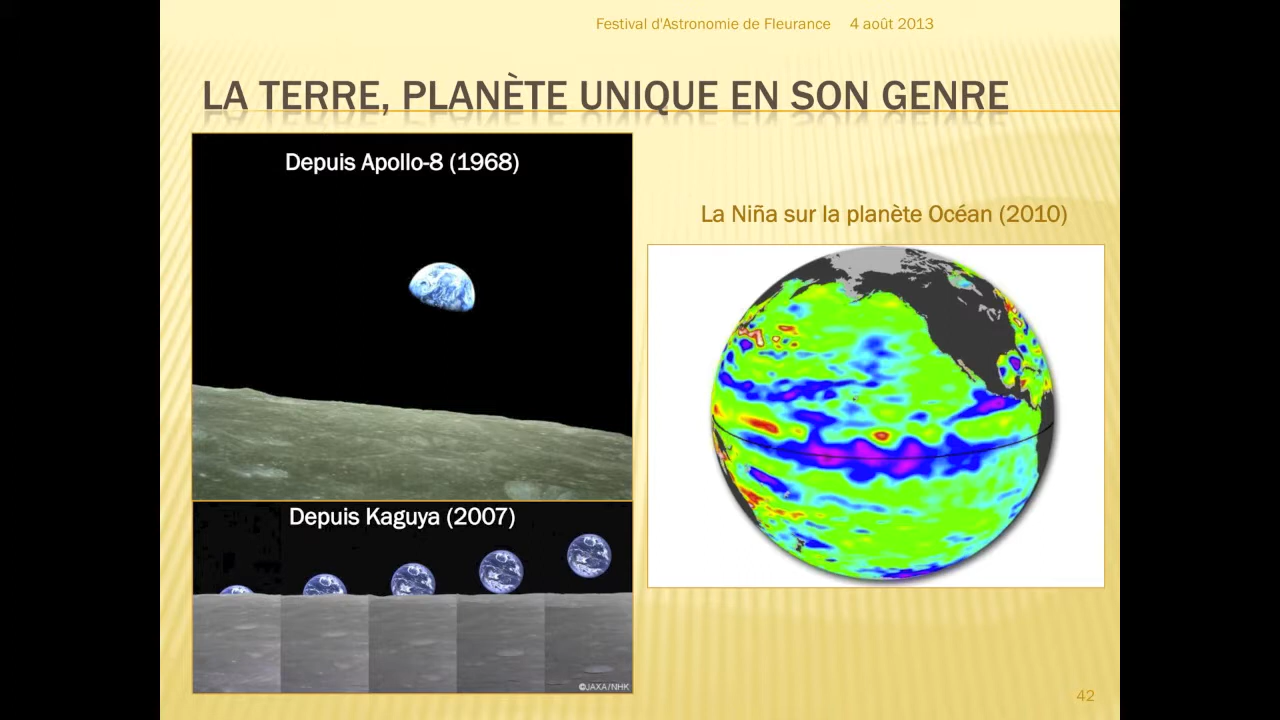 Festival d'Astronomie de Fleurance 4 août 2013
LA TERRE, PLANÈTE UNIQUE EN SON GENRE
Depuis Apollo-8 (1968)
La Niña sur la planète Océan (2010)
Depuis Kaguya (2007)
©JAXA/NHK
42